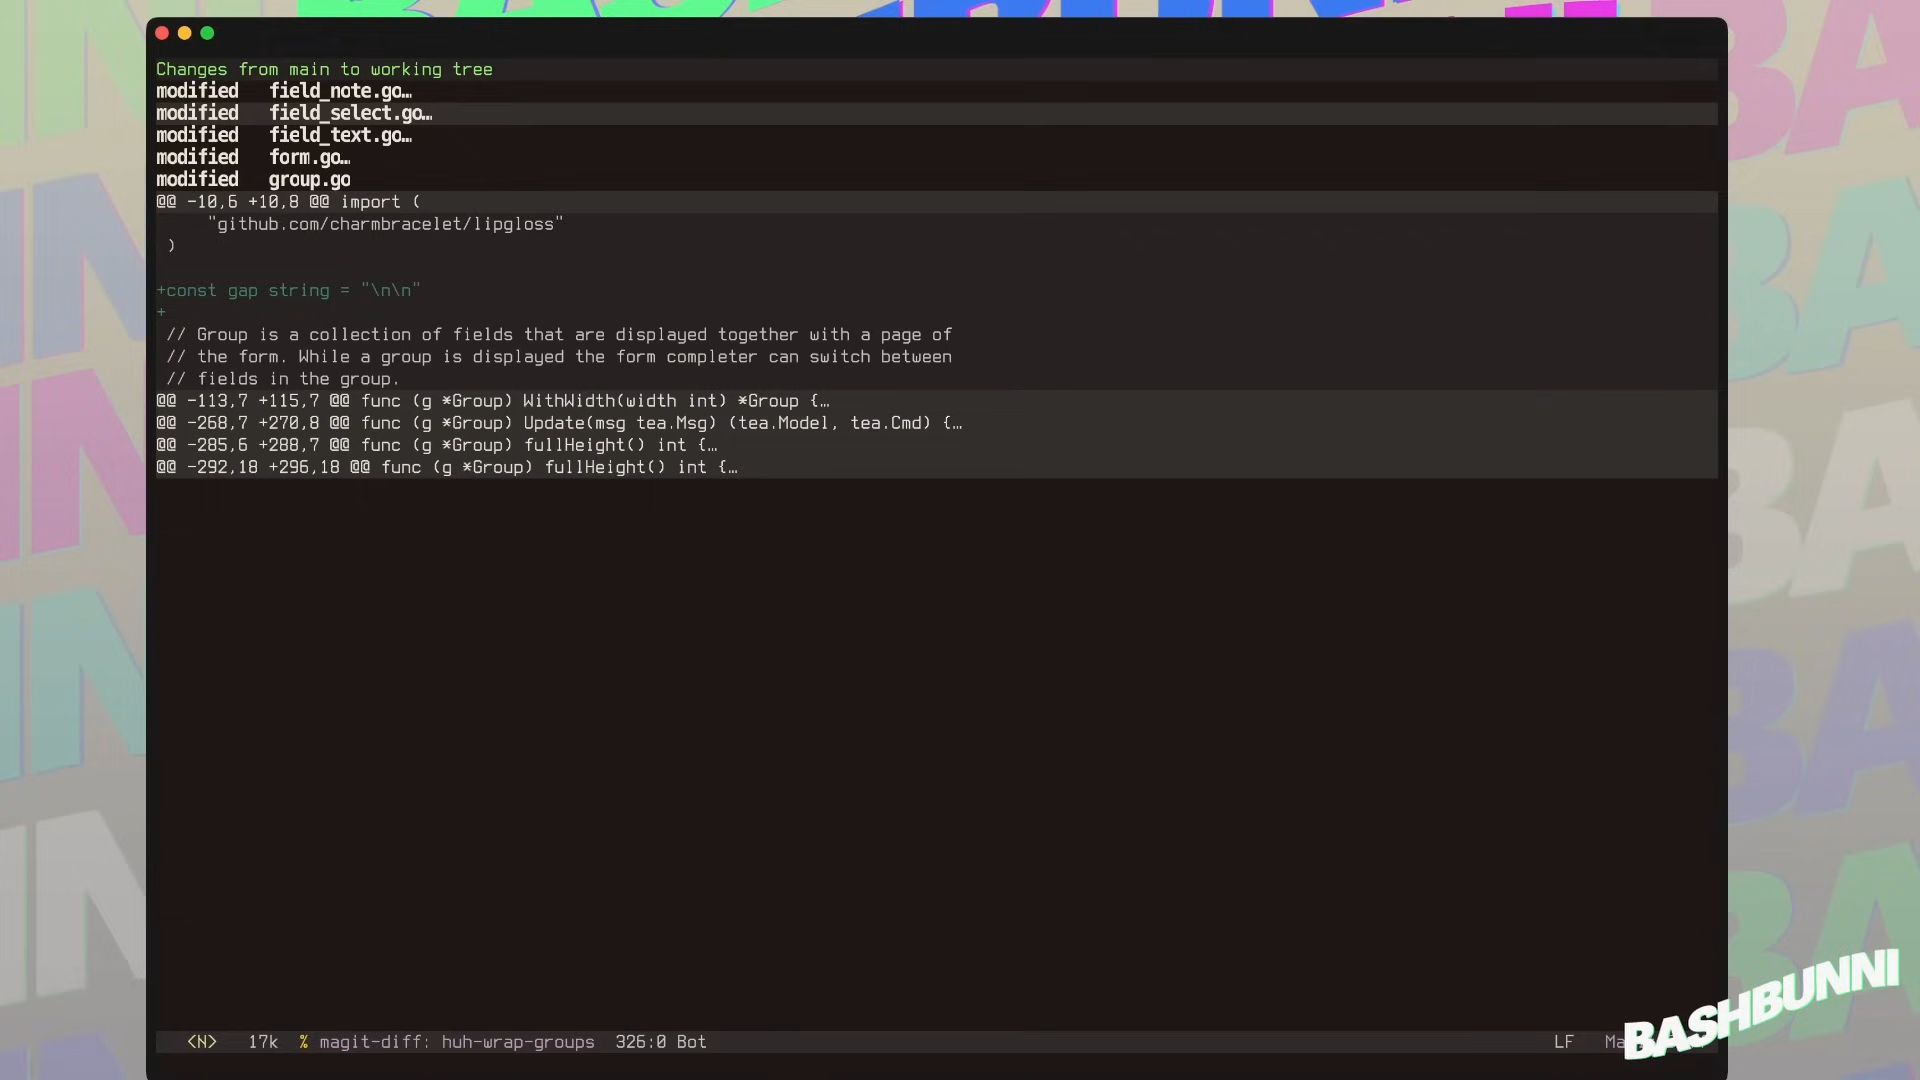 Changes from main to working tree
modified   field_note.go…
modified   field_select.go…
modified   field_text.go…
modified   form.go…
modified   group.go
@@ -10,6 +10,8 @@ import (
     "github.com/charmbracelet/lipgloss"
 )
+const gap string = "\n\n"
+
 // Group is a collection of fields that are displayed together with a page of
 // the form. While a group is displayed the form completer can switch between
 // fields in the group.
@@ -113,7 +115,7 @@ func (g *Group) WithWidth(width int) *Group {…
@@ -268,7 +270,8 @@ func (g *Group) Update(msg tea.Msg) (tea.Model, tea.Cmd) {…
@@ -285,6 +288,7 @@ func (g *Group) fullHeight() int {…
@@ -292,18 +296,18 @@ func (g *Group) fullHeight() int {…
<N>   17k  % magit-diff: huh-wrap-groups  326:0 Bot
LF
BASHBUNNI